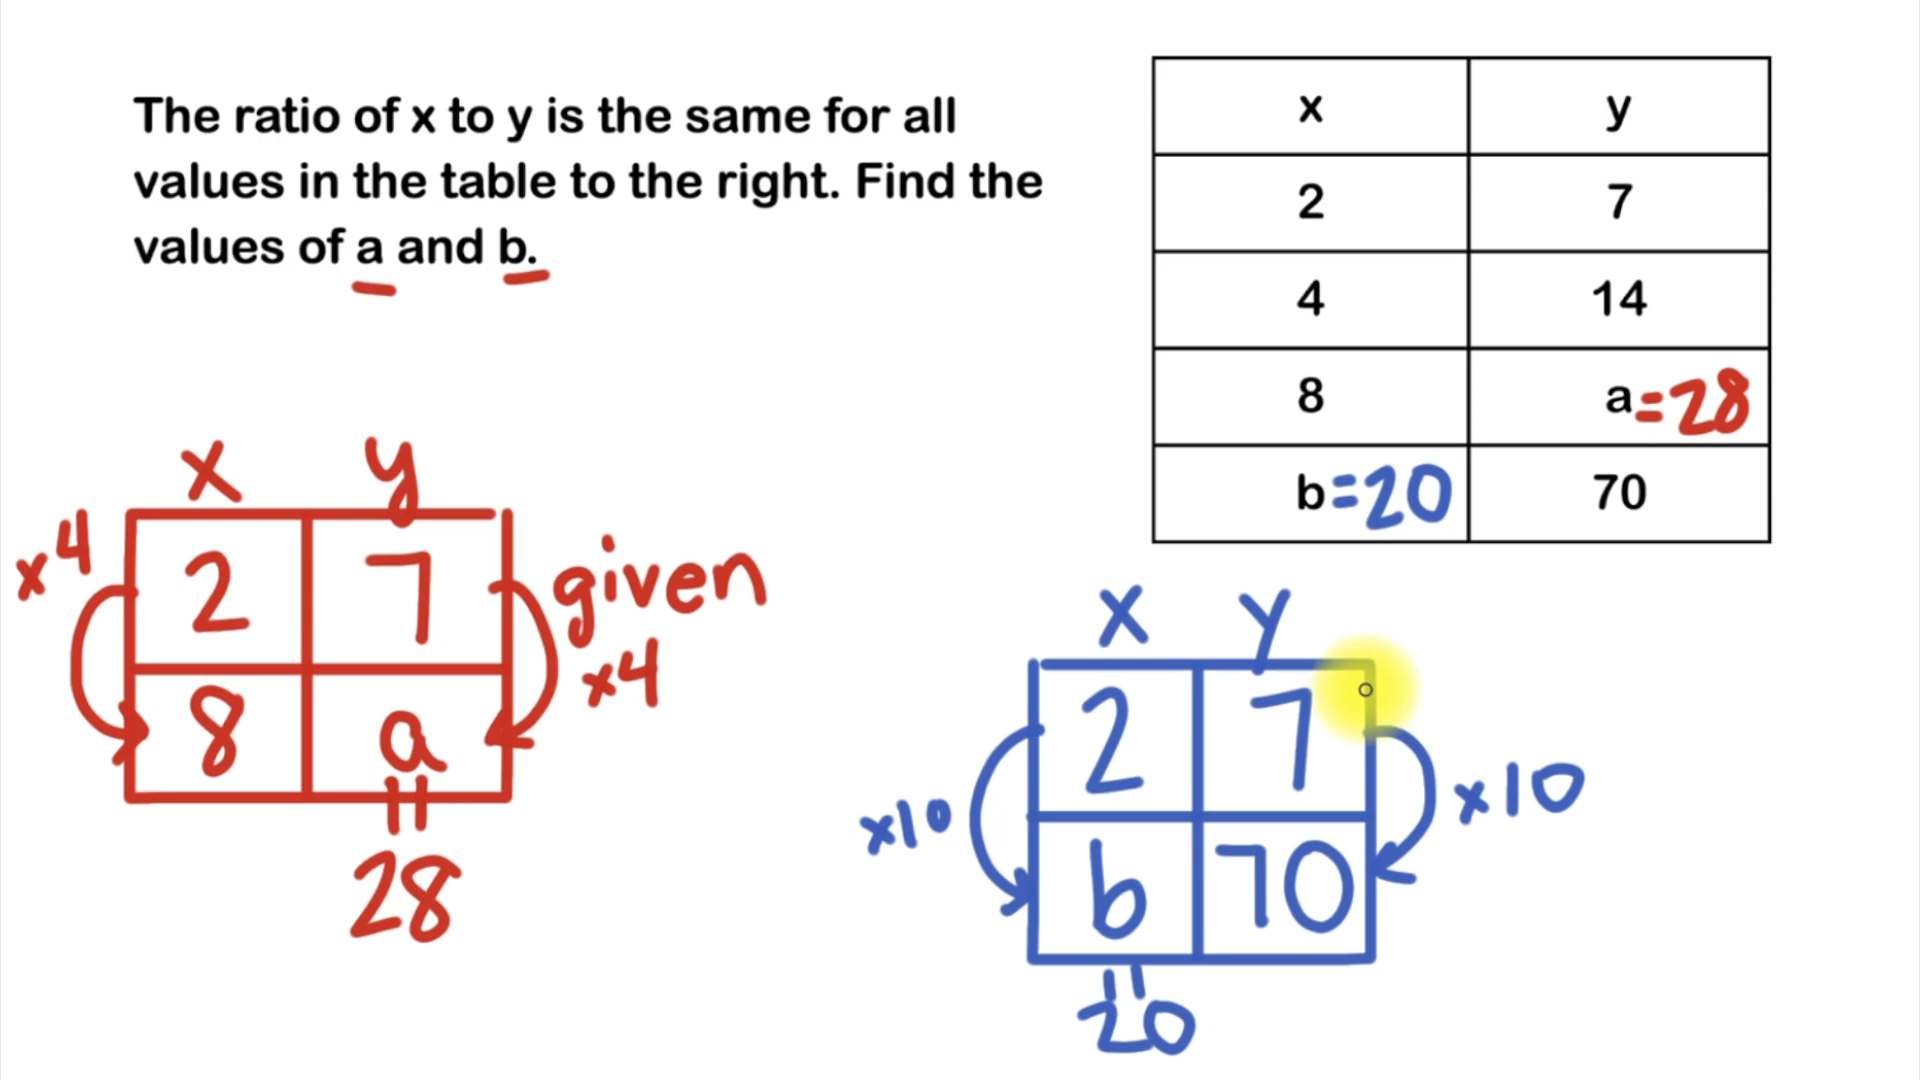 The ratio of x to y is the same for all
values in the table to the right. Find the
values of a and b.
x y
2 7
4 14
8 a=28
b=20 70
x y
x4 2 7 given
x4
8 a
=
28
x y
2 7
x10 x10
b 70
=
20